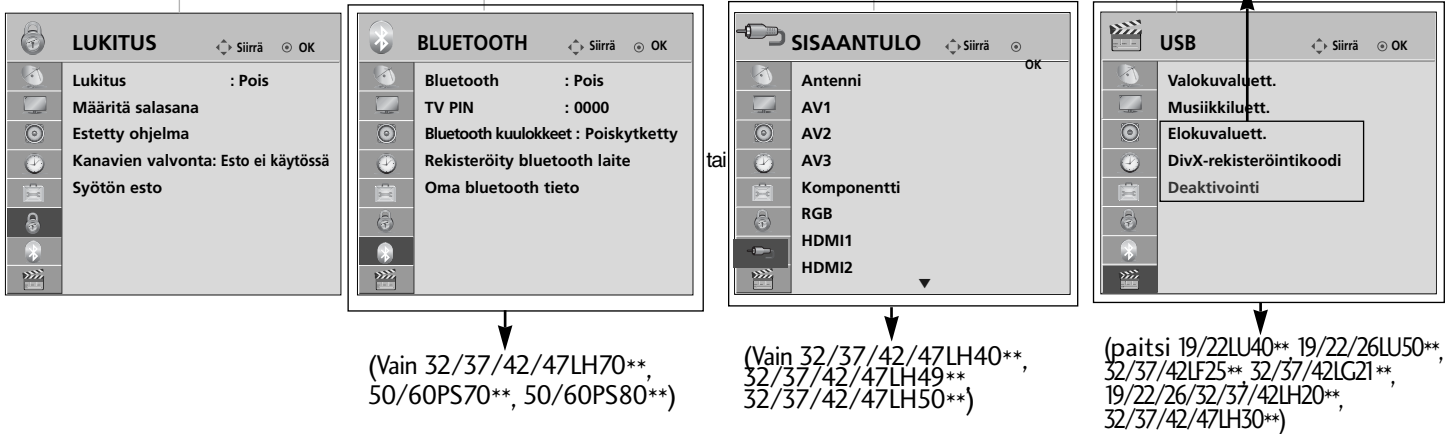 LUKITUS Siirrä OK
Lukitus : Pois
Määritä salasana
Estetty ohjelma
Kanavien valvonta: Esto ei käytössä
Syötön esto
BLUETOOTH Siirrä OK
Bluetooth : Pois
TV PIN : 0000
Bluetooth kuulokkeet : Poiskytketty
Rekisteröity bluetooth laite
Oma bluetooth tieto
(Vain 32/37/42/47LH70**,
50/60PS70**, 50/60PS80**)
tai
SISAANTULO Siirrä
OK
Antenni
AV1
AV2
AV3
Komponentti
RGB
HDMI1
HDMI2
(Vain 32/37/42/47LH40**,
32/37/42/47LH49**,
32/37/42/47LH50**)
USB Siirrä OK
Valokuvaluett.
Musiikkiluett.
Elokuvaluett.
DivX-rekisteröintikoodi
Deaktivointi
(paitsi 19/22LU40**, 19/22/26LU50**,
32/37/42LF25**, 32/37/42LG21**,
19/22/26/32/37/42LH20**,
32/37/42/47LH30**)